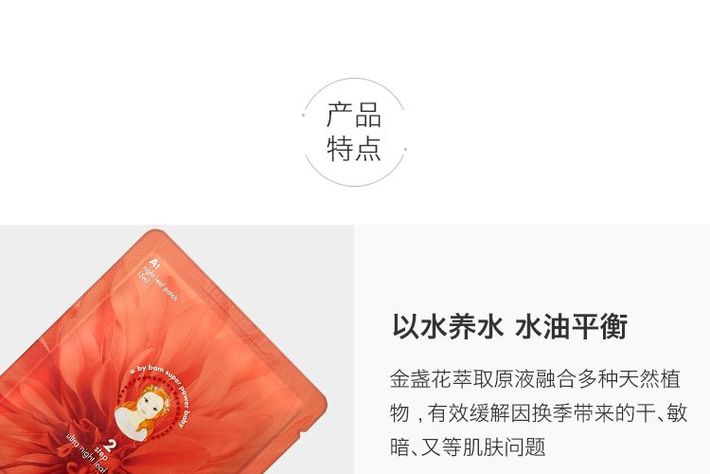 产品
特点
A1
night leaf punch
15ml
a. by bom super power baby
2
step
ultra night leaf
以水养水 水油平衡
金盏花萃取原液融合多种天然植
物，有效缓解因换季带来的干、敏
暗、又等肌肤问题